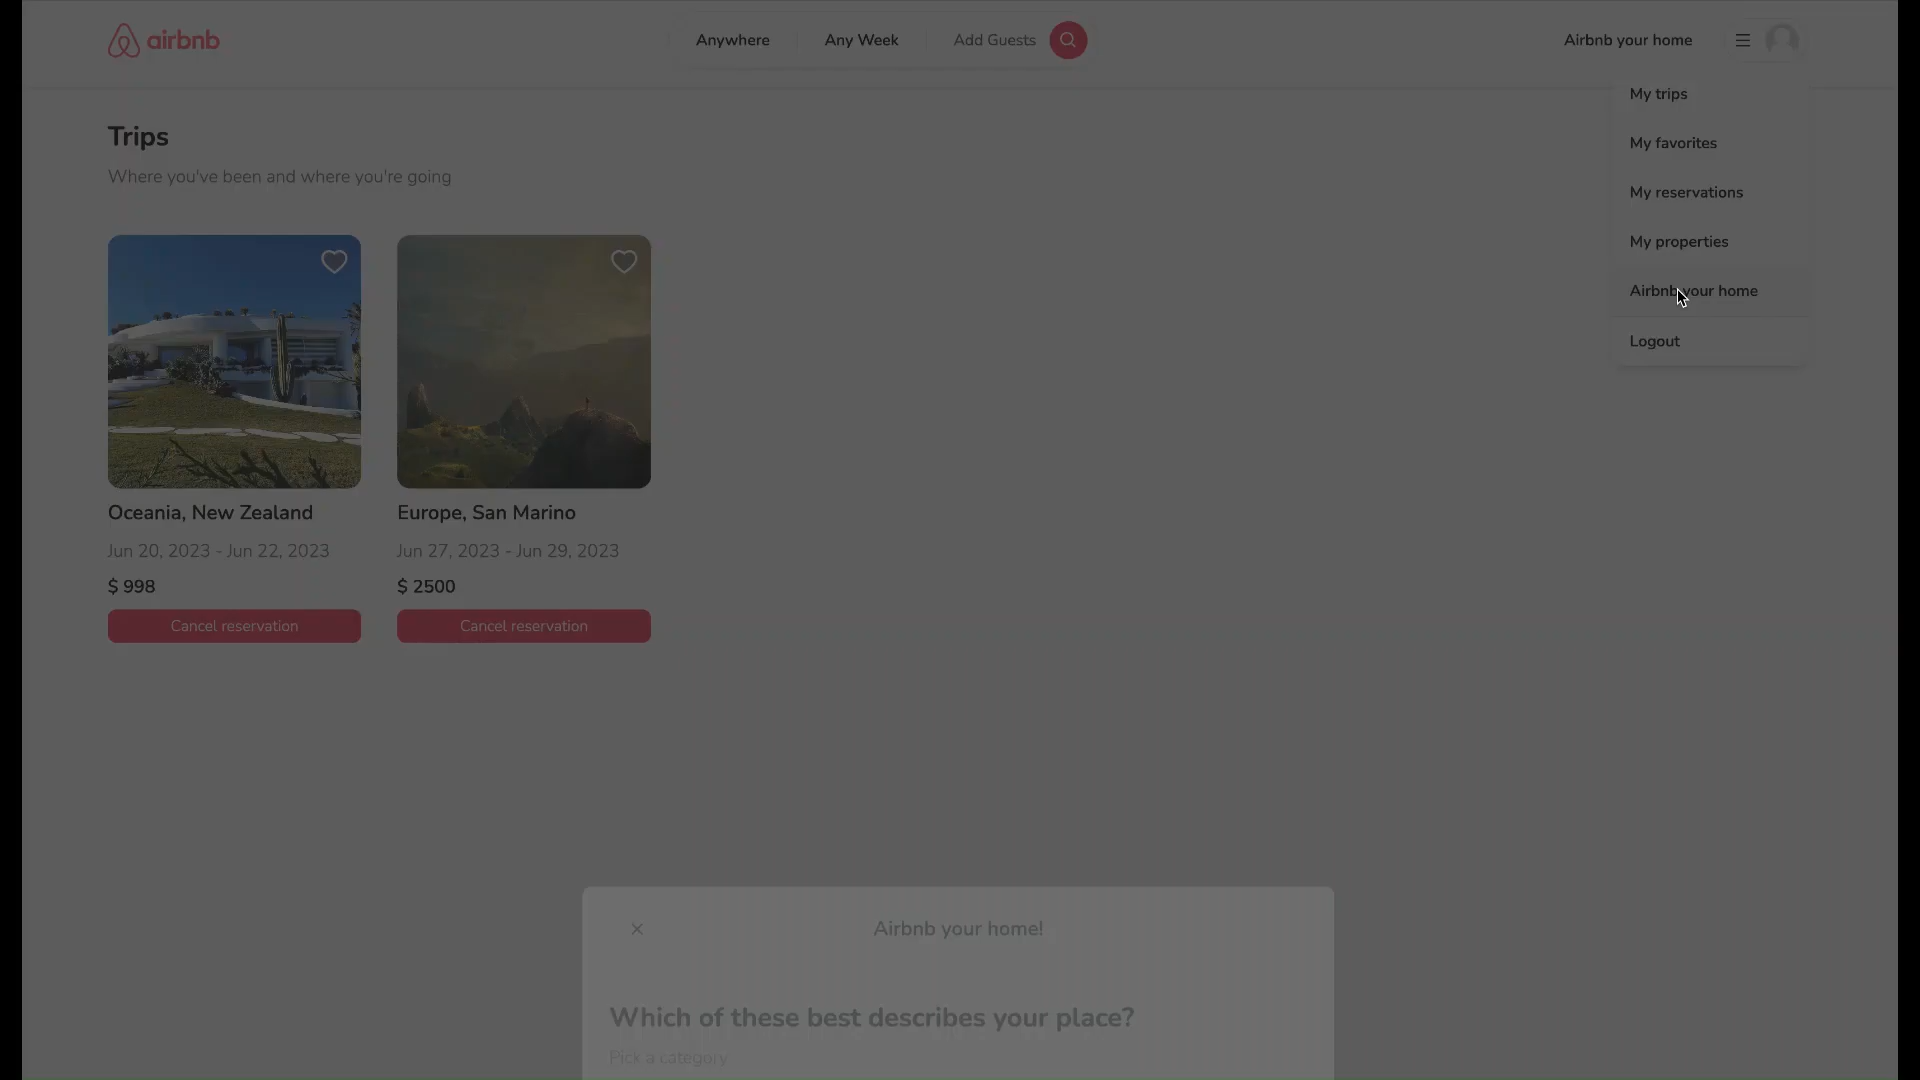 airbnb
Anywhere
Any Week
Add Guests
Airbnb your home
My trips
My favorites
My reservations
My properties
Airbnb your home
Logout
Trips
Where you've been and where you're going
Oceania, New Zealand
Jun 20, 2023 - Jun 22, 2023
$ 998
Cancel reservation
Europe, San Marino
Jun 27, 2023 - Jun 29, 2023
$ 2500
Cancel reservation
Airbnb your home!
Which of these best describes your place?
Pick a category